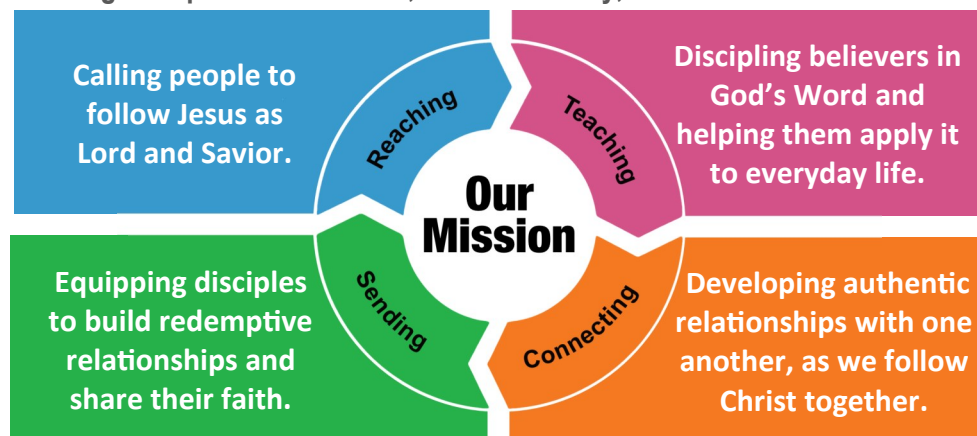 Calling people to
follow Jesus as
Lord and Savior.
Reaching
Teaching
Discipling believers in
God's Word and
helping them apply it
to everyday life.
Our
Mission
Equipping disciples
to build redemptive
relationships and
share their faith.
Sending
Connecting
Developing authentic
relationships with one
another, as we follow
Christ together.